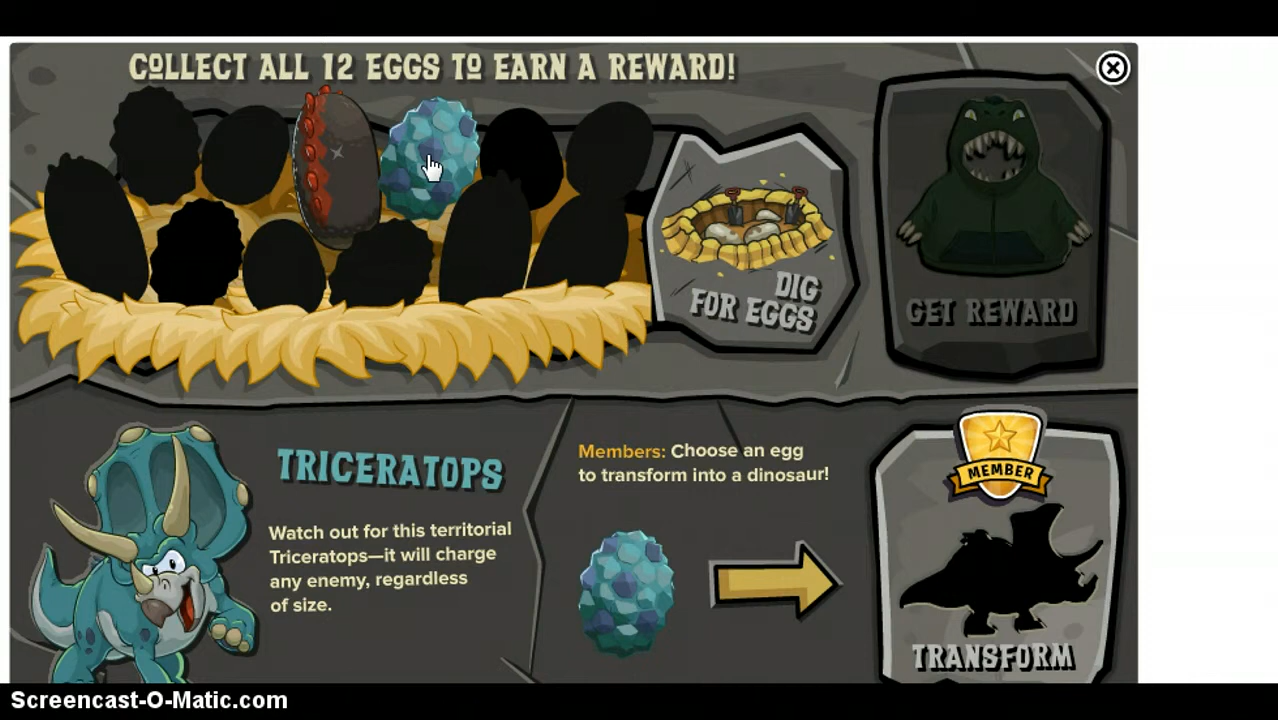 COLLECT ALL 12 EGGS TO EARN A REWARD!
DIG
FOR EGGS
GET REWARD
TRICERATOPS
Watch out for this territorial
Triceratops—it will charge
any enemy, regardless
of size.
Members: Choose an egg
to transform into a dinosaur!
MEMBER
TRANSFORM
Screencast-O-Matic.com